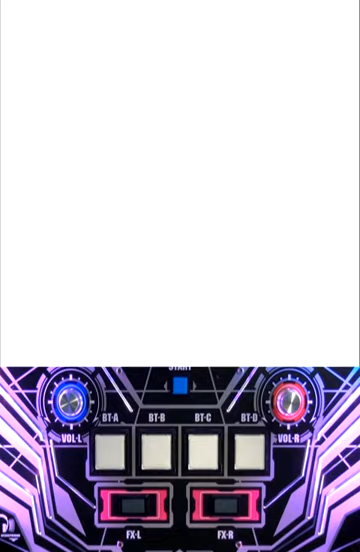 START
BT-A
BT-B
BT-C
BT-D
VOL-L
VOL-R
FX-L
FX-R